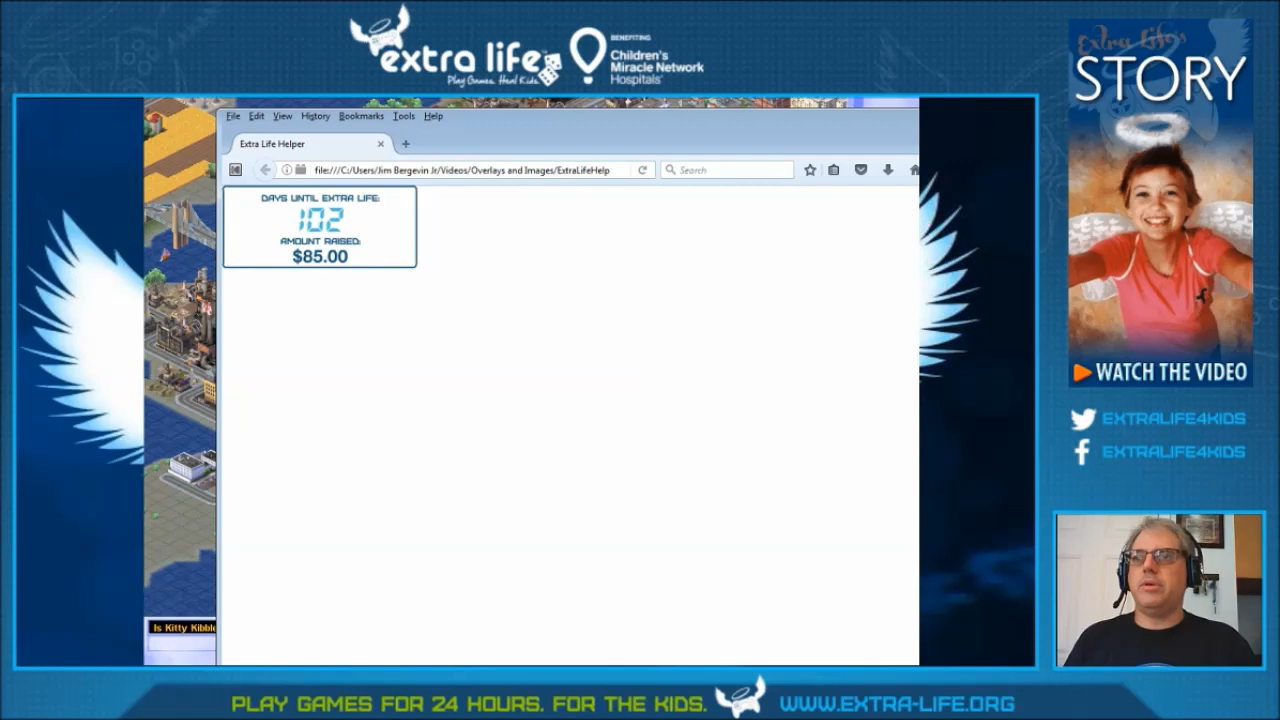 extra life
Play Games. Heal Kids.
BENEFITING
Children's
Miracle Network
Hospitals
Extra Life
STORY
File Edit View History Bookmarks Tools Help
Extra Life Helper
file:///C:/Users/Jim Bergevin Jr/Videos/Overlays and Images/ExtraLifeHelp
Search
DAYS UNTIL EXTRA LIFE:
102
AMOUNT RAISED:
$85.00
WATCH THE VIDEO
EXTRALIFE4KIDS
EXTRALIFE4KIDS
Is Kitty Kibble
PLAY GAMES FOR 24 HOURS. FOR THE KIDS.
WWW.EXTRA-LIFE.ORG